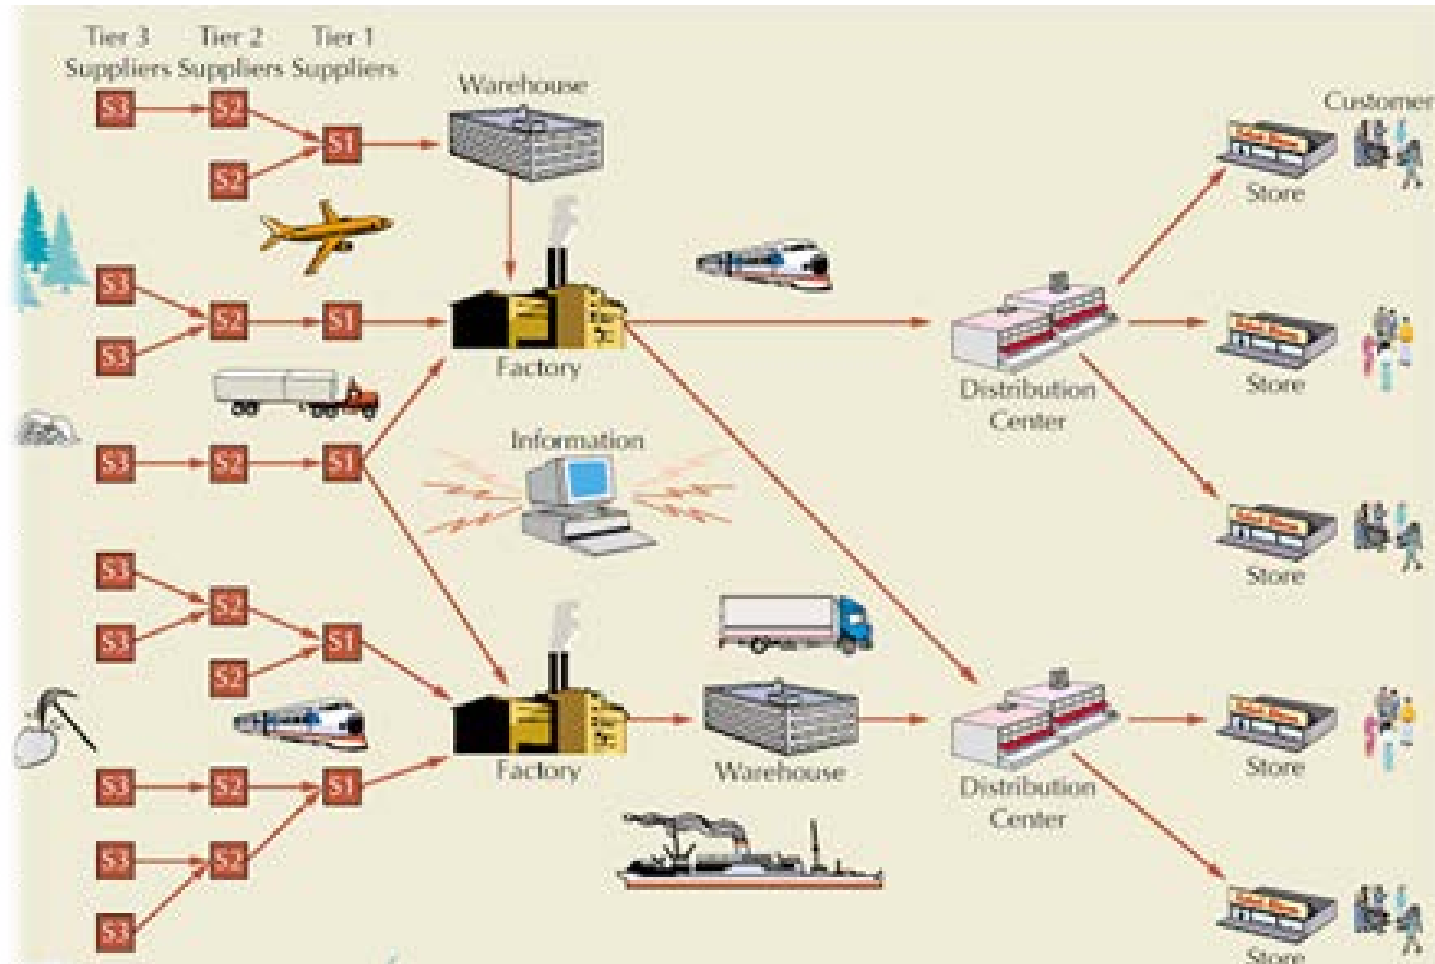 Tier 3
Suppliers
Tier 2
Suppliers
Tier 1
Suppliers
Warehouse
Customer
S3
S2
S1
S2
Store
S3
S2
S1
S3
Factory
Distribution
Center
Store
Information
S3
S2
S1
Store
S3
S2
S3
S1
S2
Factory
Warehouse
Distribution
Center
Store
S3
S2
S1
S3
S2
S3
Store